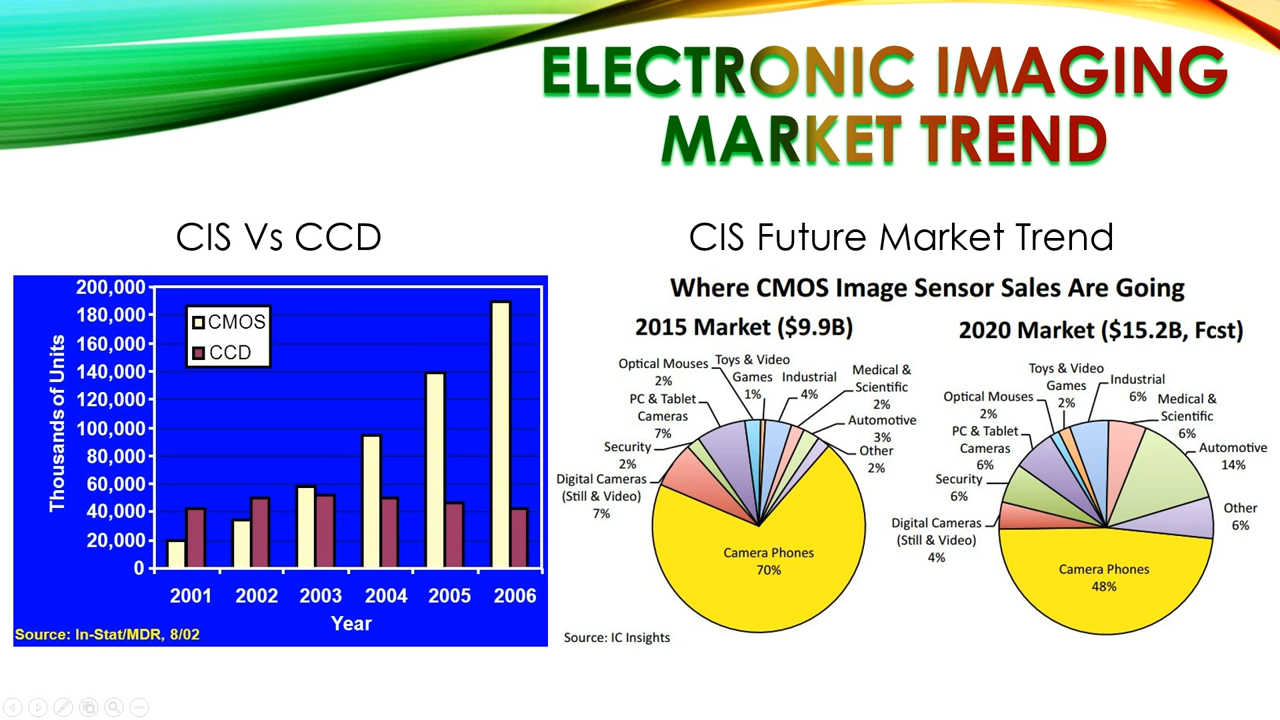 ELECTRONIC IMAGING
MARKET TREND
CIS Vs CCD
200,000
180,000
160,000
140,000
120,000
100,000
80,000
60,000
40,000
20,000
0
Thousands of Units
CMOS
CCD
2001 2002 2003 2004 2005 2006
Year
Source: In-Stat/MDR, 8/02
CIS Future Market Trend
Where CMOS Image Sensor Sales Are Going
2015 Market ($9.9B)
Optical Mouses
2%
Toys & Video
Games
1%
Industrial
4%
Medical &
Scientific
2%
PC & Tablet
Cameras
7%
Automotive
3%
Security
2%
Other
2%
Digital Cameras
(Still & Video)
7%
Camera Phones
70%
Source: IC Insights
2020 Market ($15.2B, Fcst)
Toys & Video
Games
2%
Industrial
6%
Optical Mouses
2%
Medical &
Scientific
6%
PC & Tablet
Cameras
6%
Automotive
14%
Security
6%
Other
6%
Digital Cameras
(Still & Video)
4%
Camera Phones
48%